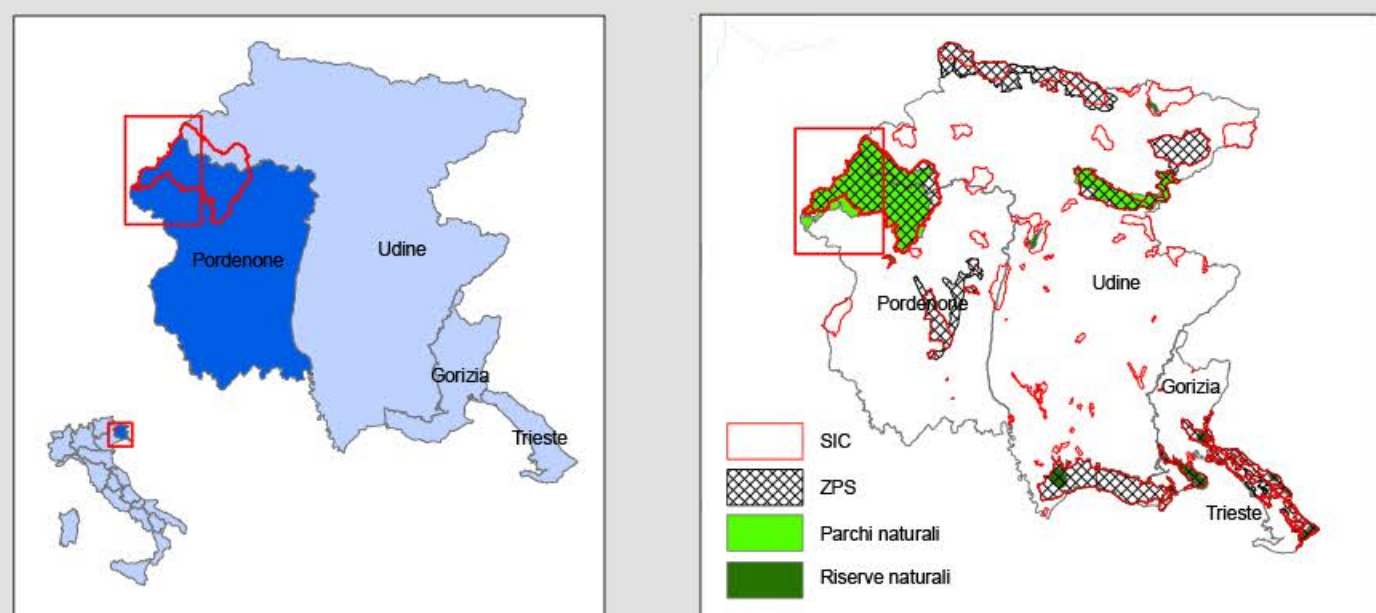 Pordenone
Udine
Gorizia
Trieste
Pordenone
Udine
Gorizia
Trieste
SIC
ZPS
Parchi naturali
Riserve naturali